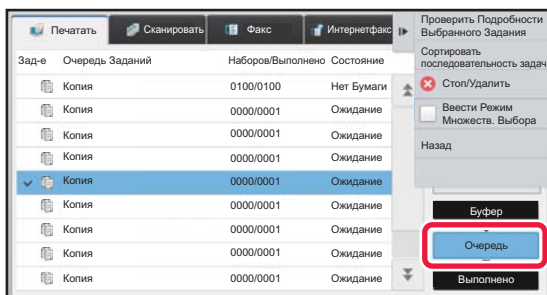 Печатать Сканировать Факс Интернетфакс
Зад-е Очередь Заданий Наборов/Выполнено Состояние
Копия 0100/0100 Нет Бумаги
Копия 0000/0001 Ожидание
Копия 0000/0001 Ожидание
Копия 0000/0001 Ожидание
Копия 0000/0001 Ожидание
Копия 0000/0001 Ожидание
Копия 0000/0001 Ожидание
Копия 0000/0001 Ожидание
Копия 0000/0001 Ожидание
Проверить Подробности
Выбранного Задания
Сортировать
последовательность задач
Стоп/Удалить
Ввести Режим
Множеств. Выбора
Назад
Буфер
Очередь
Выполнено